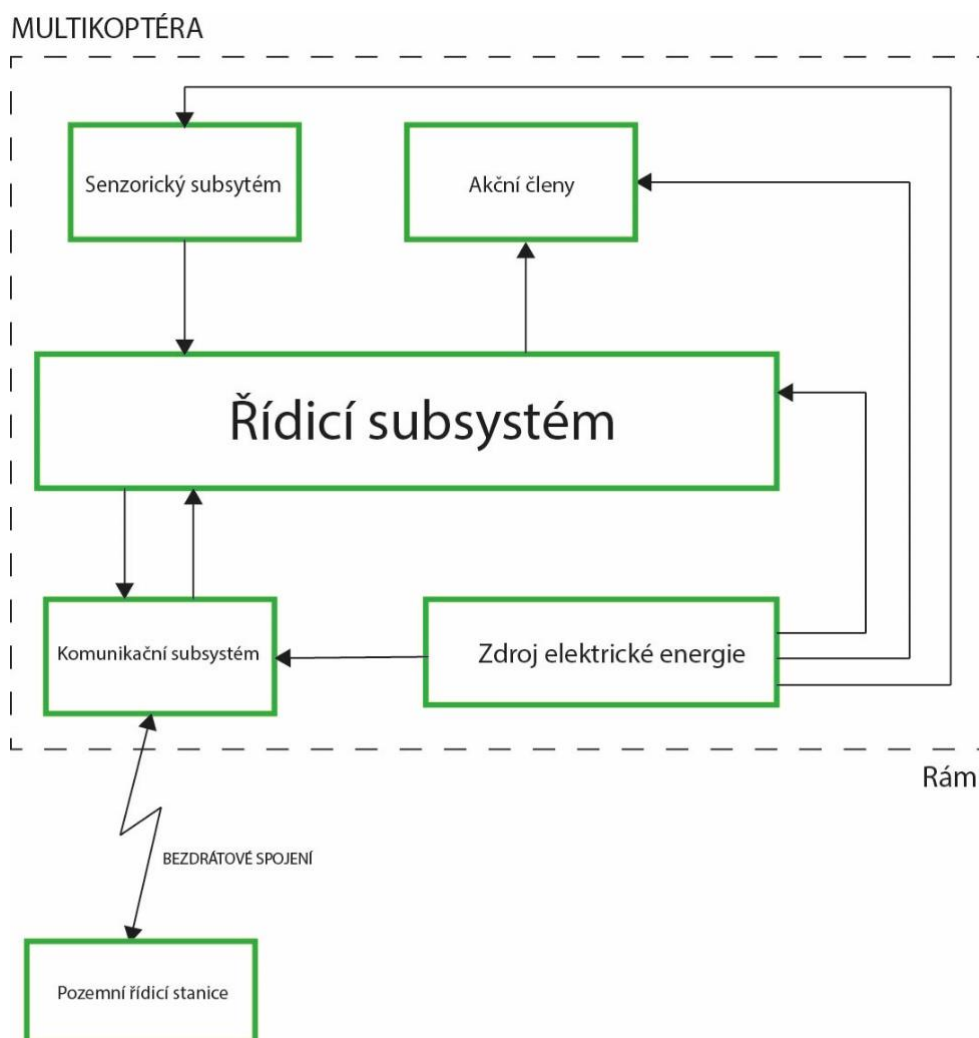 MULTIKOPTÉRA
Senzorický subsytém
Akční členy
Řídicí subsystém
Komunikační subsystém
Zdroj elektrické energie
Rám
BEZDRÁTOVÉ SPOJENÍ
Pozemní řídicí stanice